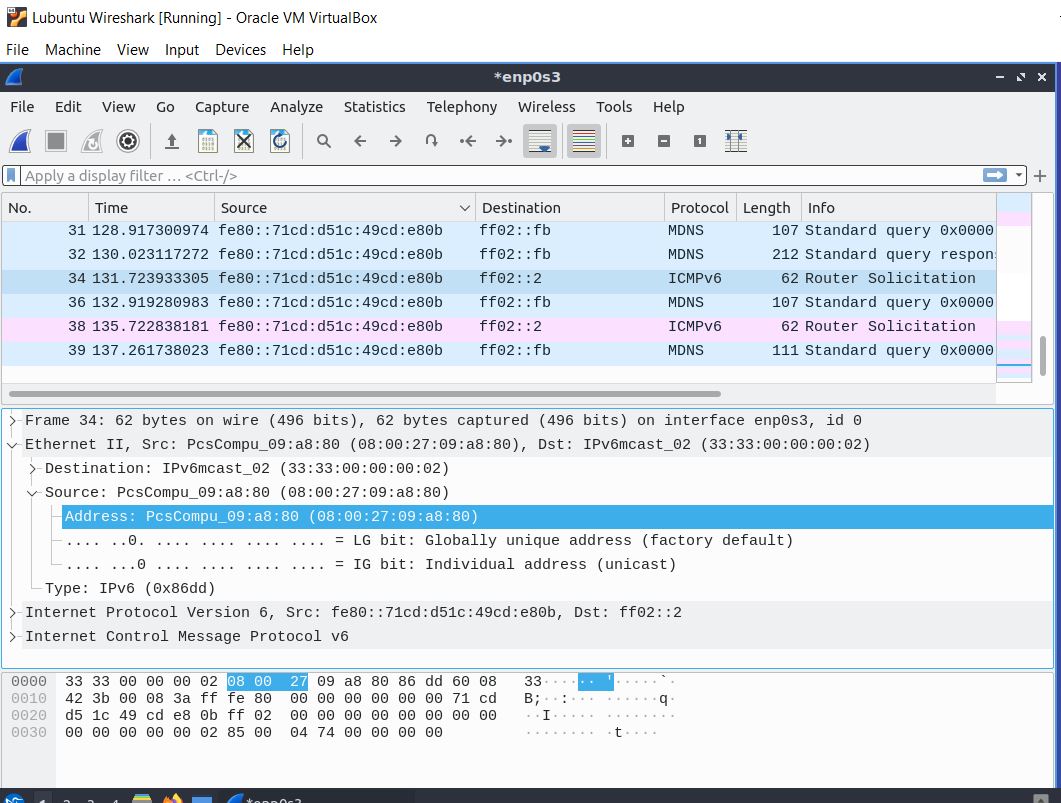 Lubuntu Wireshark [Running] - Oracle VM VirtualBox
File Machine View Input Devices Help
*enp0s3
File Edit View Go Capture Analyze Statistics Telephony Wireless Tools Help
Apply a display filter … <Ctrl-/>
No. Time Source Destination Protocol Length Info
31 128.917300974 fe80::71cd:d51c:49cd:e80b ff02::fb MDNS 107 Standard query 0x0000
32 130.023117272 fe80::71cd:d51c:49cd:e80b ff02::fb MDNS 212 Standard query respon
34 131.723933305 fe80::71cd:d51c:49cd:e80b ff02::2 ICMPv6 62 Router Solicitation
36 132.919280983 fe80::71cd:d51c:49cd:e80b ff02::fb MDNS 107 Standard query 0x0000
38 135.722838181 fe80::71cd:d51c:49cd:e80b ff02::2 ICMPv6 62 Router Solicitation
39 137.261738023 fe80::71cd:d51c:49cd:e80b ff02::fb MDNS 111 Standard query 0x0000
Frame 34: 62 bytes on wire (496 bits), 62 bytes captured (496 bits) on interface enp0s3, id 0
Ethernet II, Src: PcsCompu_09:a8:80 (08:00:27:09:a8:80), Dst: IPv6mcast_02 (33:33:00:00:00:02)
Destination: IPv6mcast_02 (33:33:00:00:00:02)
Source: PcsCompu_09:a8:80 (08:00:27:09:a8:80)
Address: PcsCompu_09:a8:80 (08:00:27:09:a8:80)
.... ..0. .... .... .... .... = LG bit: Globally unique address (factory default)
.... ...0 .... .... .... .... = IG bit: Individual address (unicast)
Type: IPv6 (0x86dd)
Internet Protocol Version 6, Src: fe80::71cd:d51c:49cd:e80b, Dst: ff02::2
Internet Control Message Protocol v6
0000 33 33 00 00 00 02 08 00 27 09 a8 80 86 dd 60 08 33······ '·····`·
0010 42 3b 00 08 3a ff fe 80 00 00 00 00 00 00 71 cd B;··:··· ······q·
0020 d5 1c 49 cd e8 0b ff 02 00 00 00 00 00 00 00 00 ··I····· ········
0030 00 00 00 00 00 02 85 00 04 74 00 00 00 00 ········ ·t····
1 2 3 4 *enp0s3